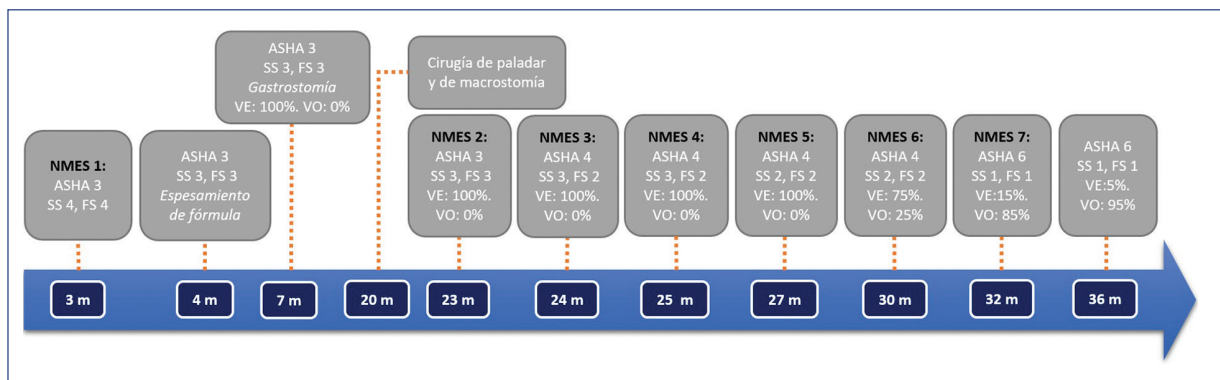 NMES 1:
ASHA 3
SS 4, FS 4
3 m
ASHA 3
SS 3, FS 3
Espesamiento
de fórmula
4 m
ASHA 3
SS 3, FS 3
Gastrostomía
VE: 100%. VO: 0%
7 m
Cirugía de paladar
y de macrostomía
20 m
NMES 2:
ASHA 3
SS 3, FS 3
VE: 100%.
VO: 0%
23 m
NMES 3:
ASHA 4
SS 3, FS 2
VE: 100%.
VO: 0%
24 m
NMES 4:
ASHA 4
SS 3, FS 2
VE: 100%.
VO: 0%
25 m
NMES 5:
ASHA 4
SS 2, FS 2
VE: 100%.
VO: 0%
27 m
NMES 6:
ASHA 4
SS 2, FS 2
VE: 75%.
VO: 25%
30 m
NMES 7:
ASHA 6
SS 1, FS 1
VE:15%.
VO: 85%
32 m
ASHA 6
SS 1, FS 1
VE:5%.
VO: 95%
36 m